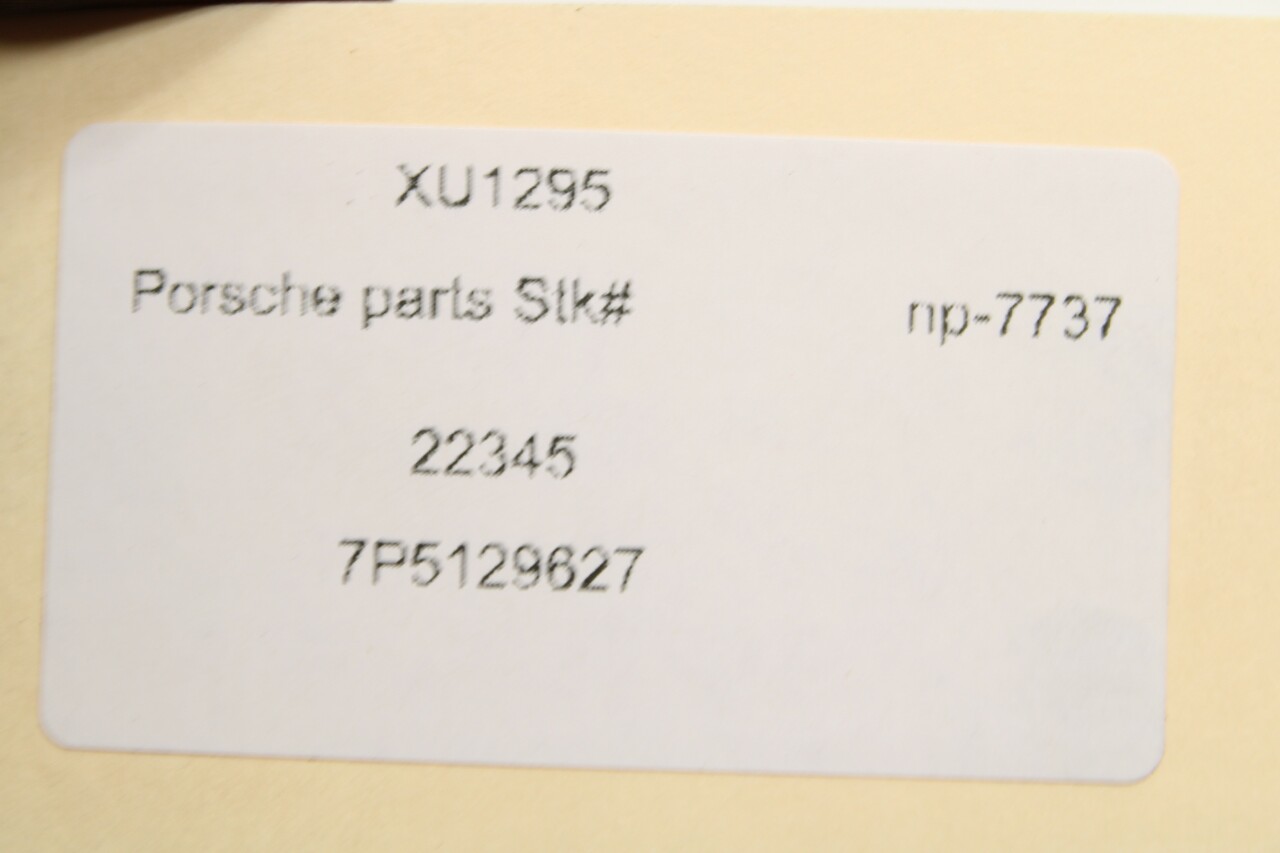 XU1295
Porsche parts Stk# np-7737
22345
7P5129627